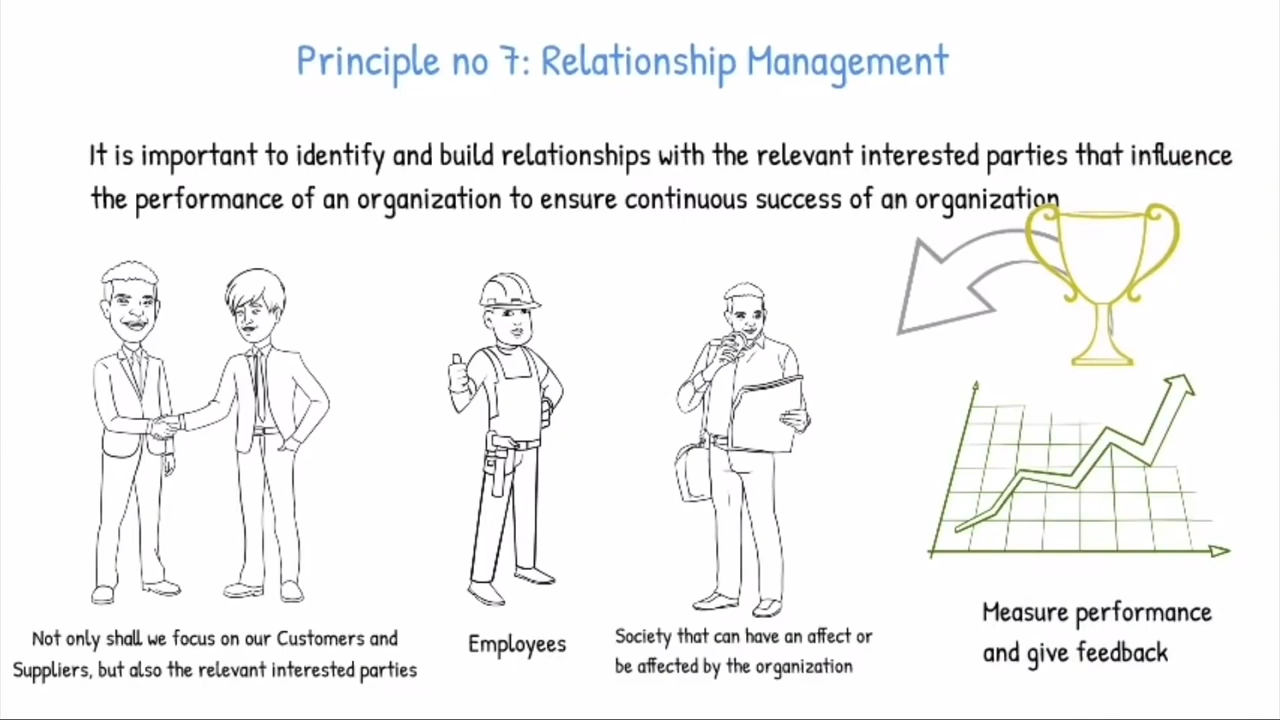 Principle no 7: Relationship Management
It is important to identify and build relationships with the relevant interested parties that influence
the performance of an organization to ensure continuous success of an organization
Not only shall we focus on our Customers and
Suppliers, but also the relevant interested parties
Employees
Society that can have an affect or
be affected by the organization
Measure performance
and give feedback